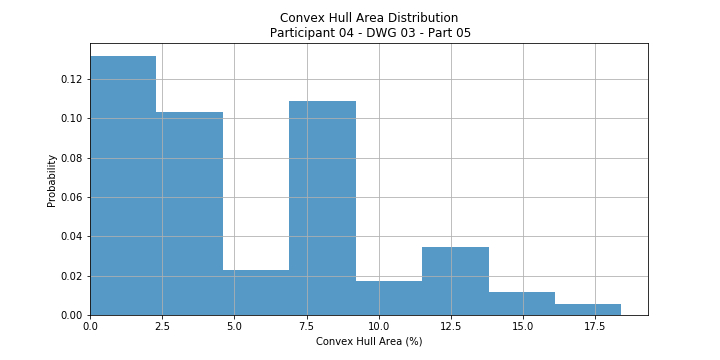 Convex Hull Area Distribution
Participant 04 - DWG 03 - Part 05
0.12
0.10
0.08
0.06
0.04
0.02
0.00
Probability
0.0 2.5 5.0 7.5 10.0 12.5 15.0 17.5
Convex Hull Area (%)